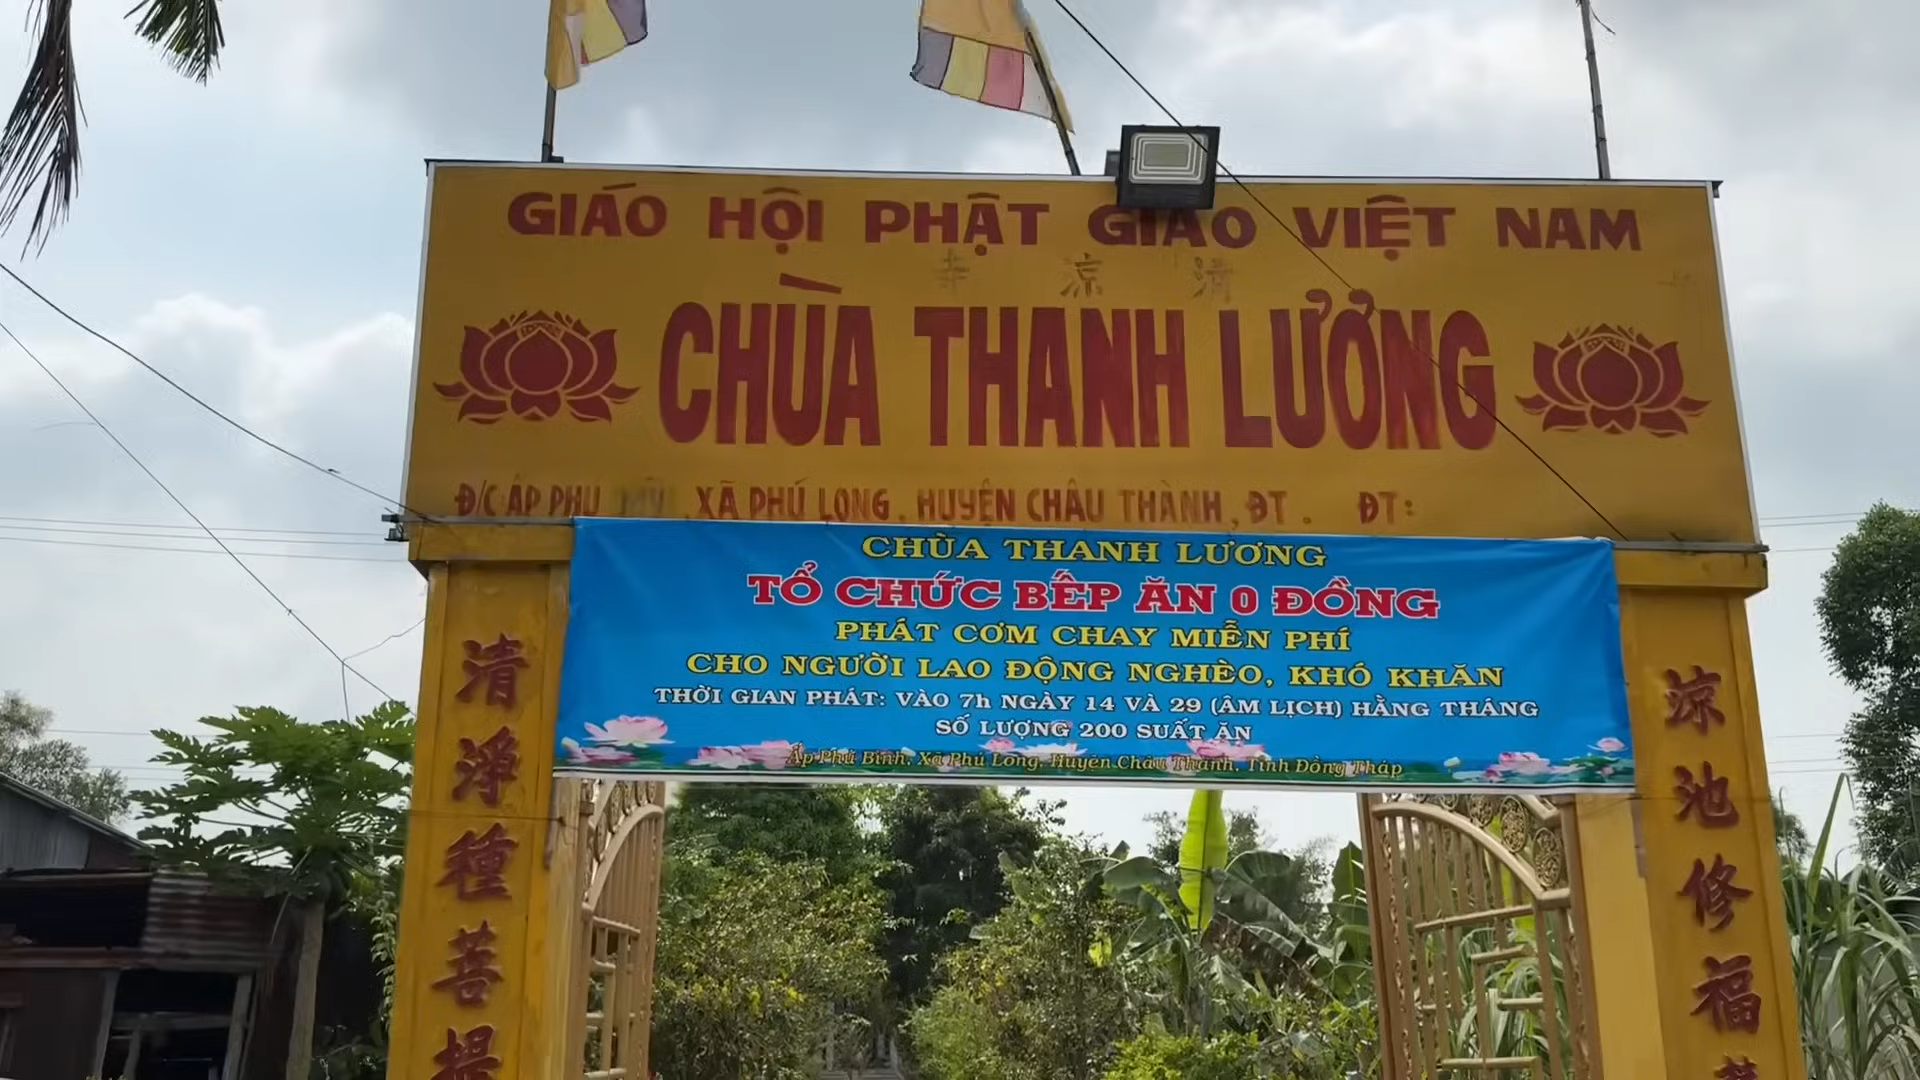 GIÁO HỘI PHẬT GIÁO VIỆT NAM
寺 涼 清
CHÙA THANH LƯƠNG
Đ/C ẤP PHÚ MỸ . XÃ PHÚ LONG . HUYỆN CHÂU THÀNH , ĐT . ĐT :
CHÙA THANH LƯƠNG
TỔ CHỨC BẾP ĂN 0 ĐỒNG
PHÁT CƠM CHAY MIỄN PHÍ
CHO NGƯỜI LAO ĐỘNG NGHÈO, KHÓ KHĂN
THỜI GIAN PHÁT: VÀO 7h NGÀY 14 VÀ 29 (ÂM LỊCH) HẰNG THÁNG
SỐ LƯỢNG 200 SUẤT ĂN
Ấp Phú Bình, Xã Phú Long, Huyện Châu Thành, Tỉnh Đồng Tháp
清淨種菩提
涼池修福